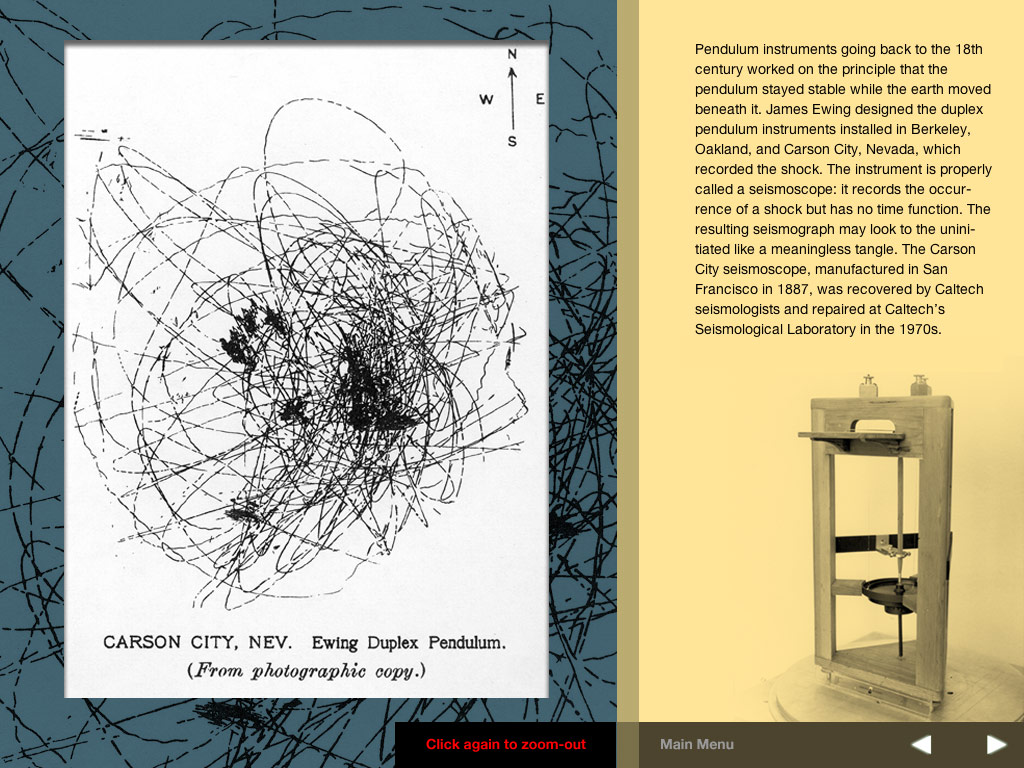 N
W E
S
CARSON CITY, NEV. Ewing Duplex Pendulum.
(From photographic copy.)
Pendulum instruments going back to the 18th
century worked on the principle that the
pendulum stayed stable while the earth moved
beneath it. James Ewing designed the duplex
pendulum instruments installed in Berkeley,
Oakland, and Carson City, Nevada, which
recorded the shock. The instrument is properly
called a seismoscope: it records the occur-
rence of a shock but has no time function. The
resulting seismograph may look to the unini-
tiated like a meaningless tangle. The Carson
City seismoscope, manufactured in San
Francisco in 1887, was recovered by Caltech
seismologists and repaired at Caltech's
Seismological Laboratory in the 1970s.
Click again to zoom-out
Main Menu